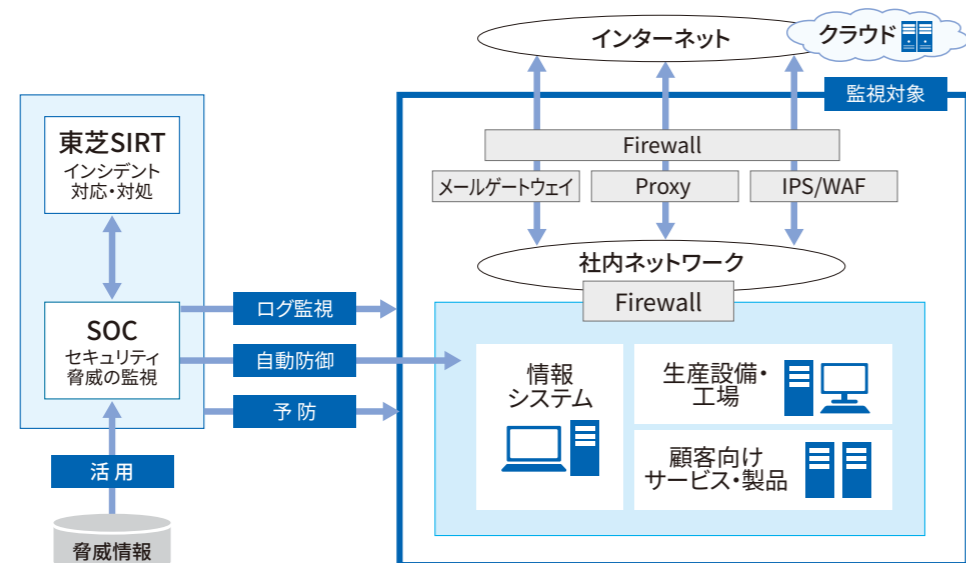 インターネット
クラウド
監視対象
東芝SIRT
インシデント
対応・対処
Firewall
メールゲートウェイ
Proxy
IPS/WAF
社内ネットワーク
Firewall
SOC
セキュリティ
脅威の監視
ログ監視
自動防御
予 防
情報
システム
生産設備・
工場
顧客向け
サービス・製品
活 用
脅威情報